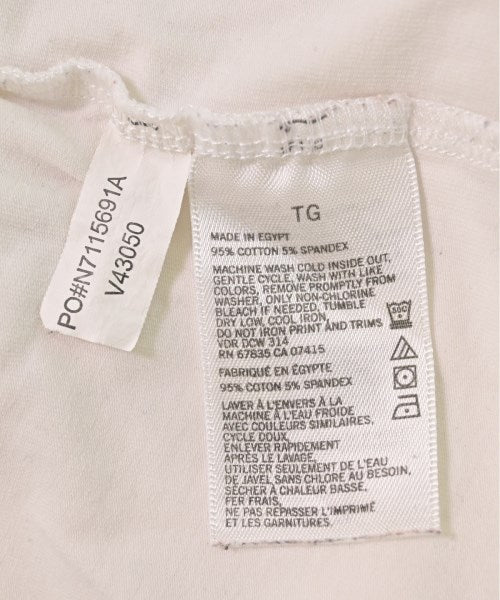 PO#N7115691A
V43050
TG
MADE IN EGYPT
95% COTTON 5% SPANDEX
MACHINE WASH COLD INSIDE OUT,
GENTLE CYCLE, WASH WITH LIKE
COLORS, REMOVE PROMPTLY FROM
WASHER, ONLY NON-CHLORINE
BLEACH IF NEEDED, TUMBLE
DRY LOW, COOL IRON,
DO NOT IRON PRINT AND TRIMS
VDR DCW 314
RN 67835 CA 07415
FABRIQUÉ EN ÉGYPTE
95% COTTON 5% SPANDEX
LAVER À L'ENVERS À LA
MACHINE À L'EAU FROIDE
AVEC COULEURS SIMILAIRES,
CYCLE DOUX,
ENLEVER RAPIDEMENT
APRÈS LE LAVAGE,
UTILISER SEULEMENT DE L'EAU
DE JAVEL SANS CHLORE AU BESOIN,
SÉCHER À CHALEUR BASSE,
FER FRAIS,
NE PAS REPASSER L'IMPRIMÉ
ET LES GARNITURES.